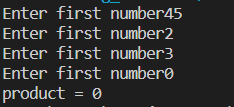 Enter first number45
Enter first number2
Enter first number3
Enter first number0
product = 0